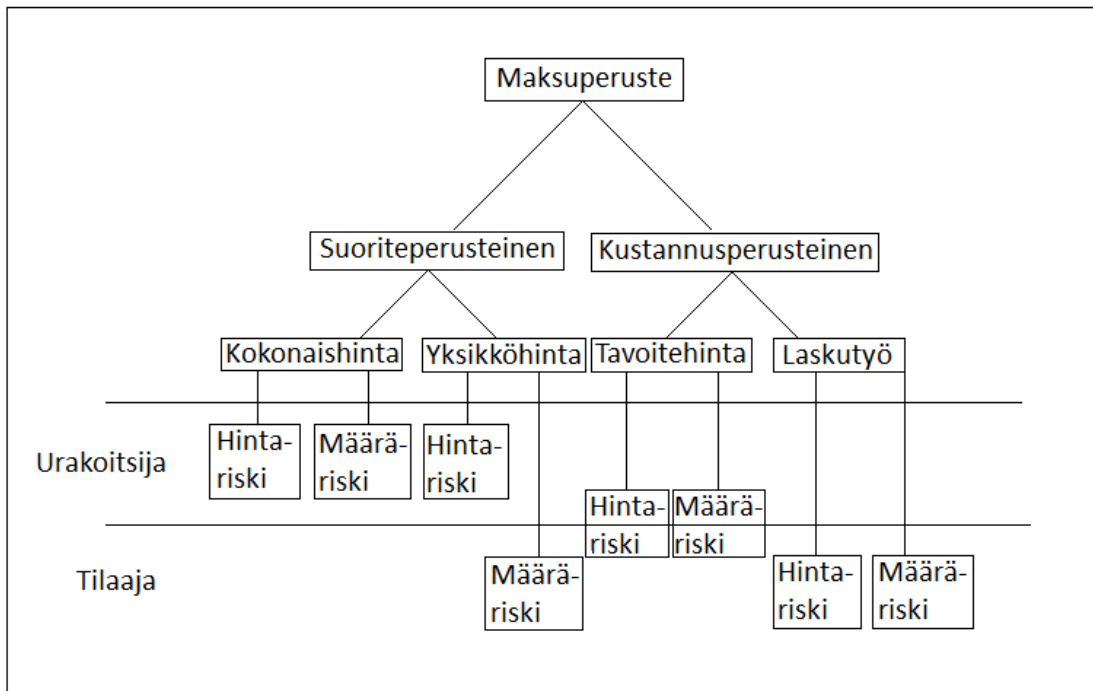 Maksuperuste
Suoriteperusteinen
Kustannusperusteinen
Kokonaishinta
Yksikköhinta
Tavoitehinta
Laskutyö
Urakoitsija
Hinta-
riski
Määrä-
riski
Hinta-
riski
Hinta-
riski
Määrä-
riski
Tilaaja
Määrä-
riski
Hinta-
riski
Määrä-
riski